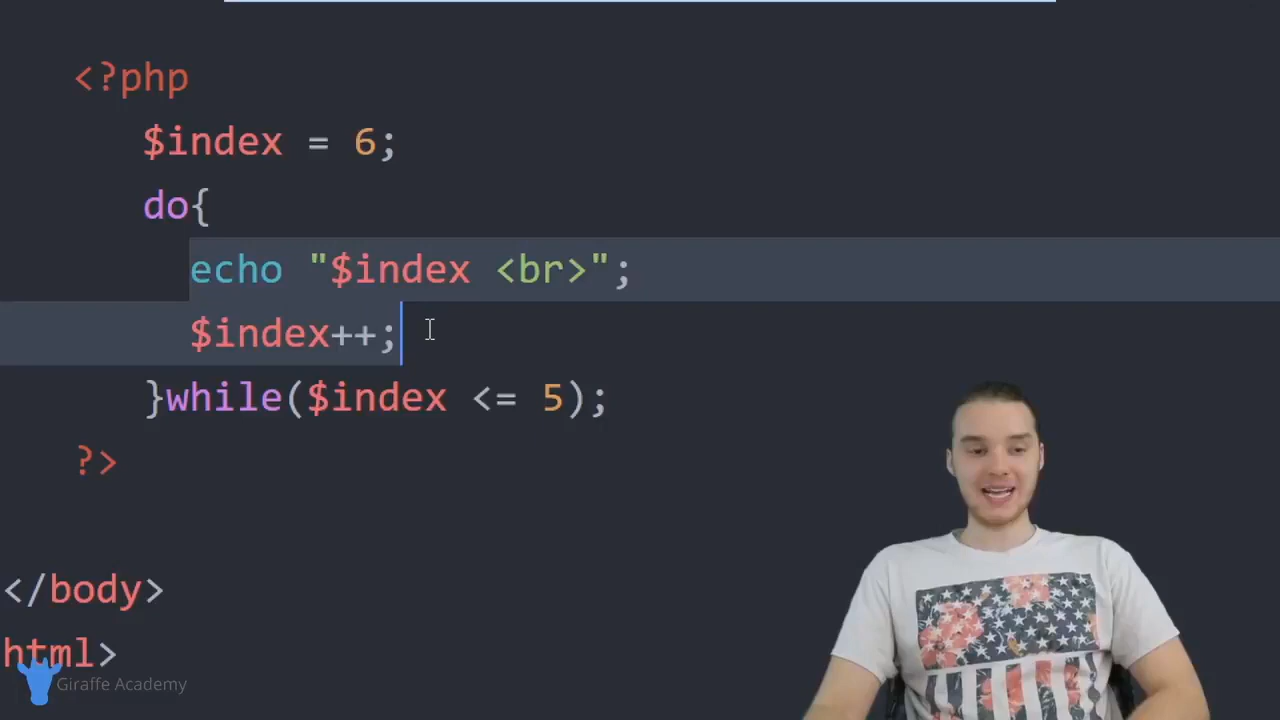 <?php
$index = 6;
do{
echo "$index <br>";
$index++;
}while($index <= 5);
?>
</body>
html>
Giraffe Academy